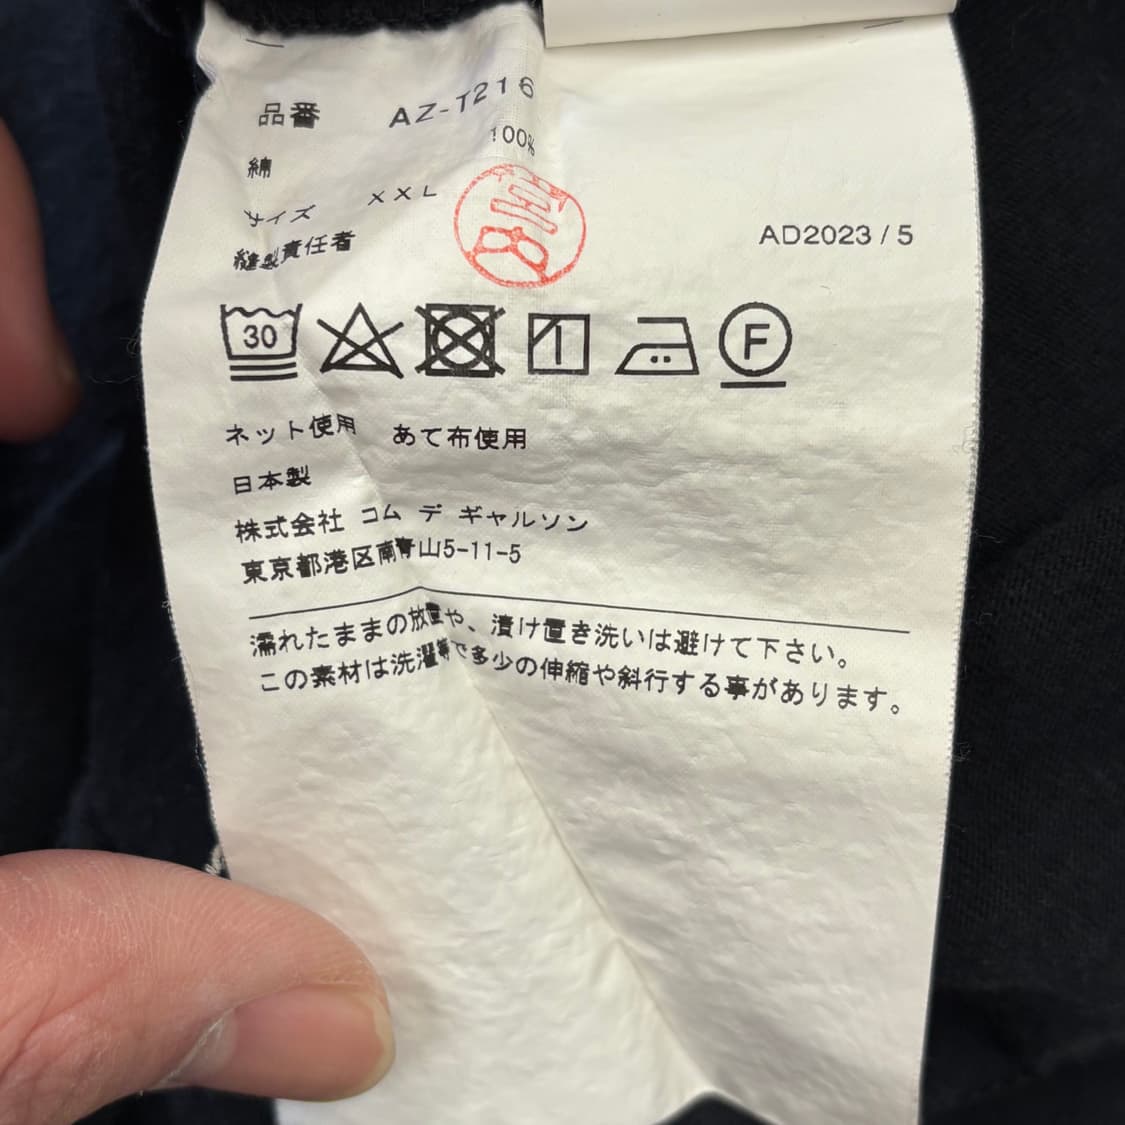 品番 AZ-T216
綿 100%
サイズ XXL
縫製責任者 宮内
AD2023/5
30
F
ネット使用 あて布使用
日本製
株式会社 コム デ ギャルソン
東京都港区南青山5-11-5
濡れたままの放置や、漬け置き洗いは避けて下さい。
この素材は洗濯等で多少の伸縮や斜行する事があります。